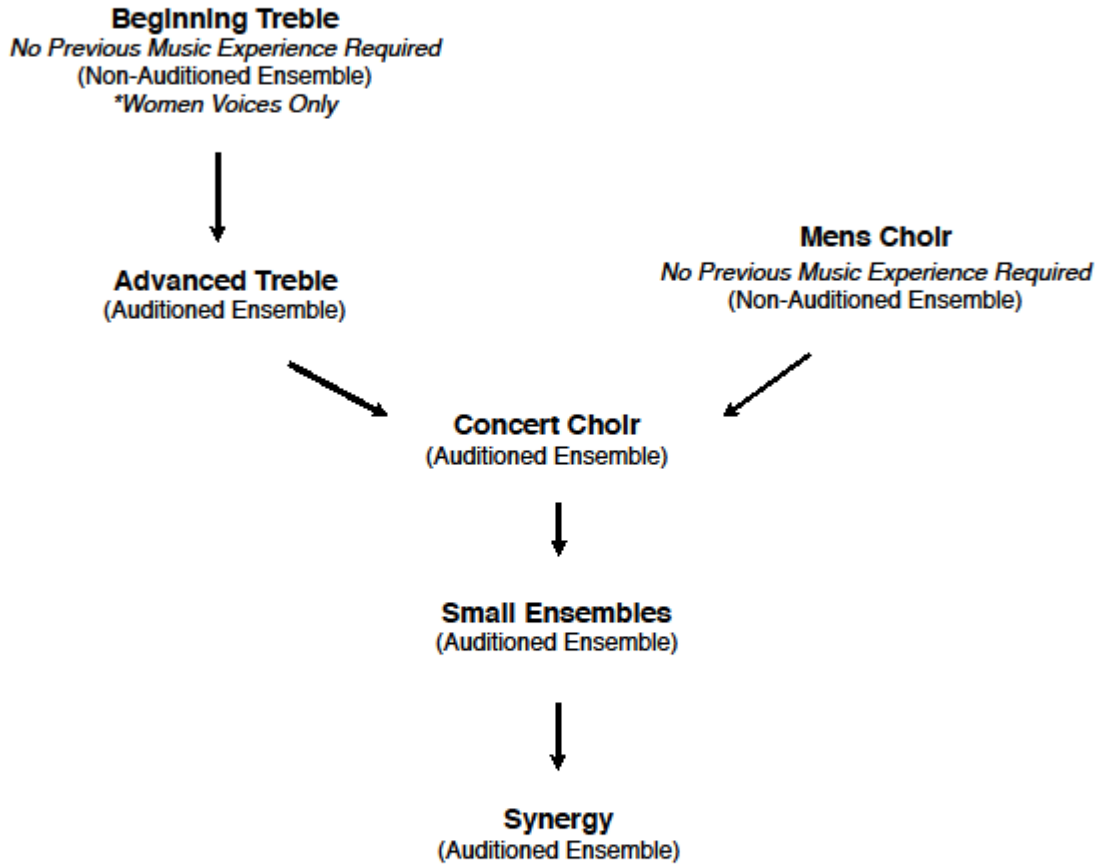 Beginning Treble
No Previous Music Experience Required
(Non-Auditioned Ensemble)
*Women Voices Only
Mens Choir
No Previous Music Experience Required
(Non-Auditioned Ensemble)
Advanced Treble
(Auditioned Ensemble)
Concert Choir
(Auditioned Ensemble)
Small Ensembles
(Auditioned Ensemble)
Synergy
(Auditioned Ensemble)